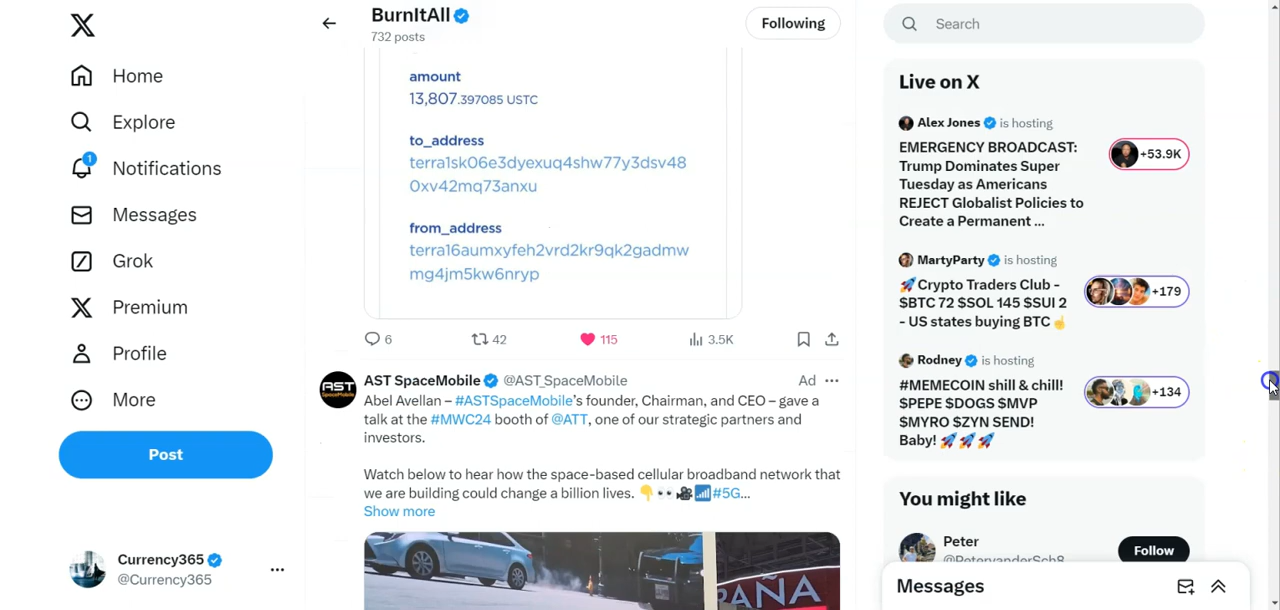 Home
Explore
1
Notifications
Messages
Grok
Premium
Profile
More
Post
Currency365
@Currency365
BurnItAll
732 posts
Following
amount
13,807.397085 USTC
to_address
terra1sk06e3dyexuq4shw77y3dsv48
0xv42mq73anxu
from_address
terra16aumxyfeh2vrd2kr9qk2gadmw
mg4jm5kw6nryp
6 42 115 3.5K
AST SpaceMobile @AST_SpaceMobile Ad
Abel Avellan – #ASTSpaceMobile's founder, Chairman, and CEO – gave a
talk at the #MWC24 booth of @ATT, one of our strategic partners and
investors.
Watch below to hear how the space-based cellular broadband network that
we are building could change a billion lives. 👇👀🎥📶#5G...
Show more
AST
SpaceMobile
Search
Live on X
Alex Jones is hosting
EMERGENCY BROADCAST:
Trump Dominates Super
Tuesday as Americans
REJECT Globalist Policies to
Create a Permanent ...
+53.9K
MartyParty is hosting
🚀Crypto Traders Club -
$BTC 72 $SOL 145 $SUI 2
- US states buying BTC☝️
+179
Rodney is hosting
#MEMECOIN shill & chill!
$PEPE $DOGS $MVP
$MYRO $ZYN SEND!
Baby! 🚀🚀🚀
+134
You might like
Peter
@PetervanderSch8
Follow
Messages